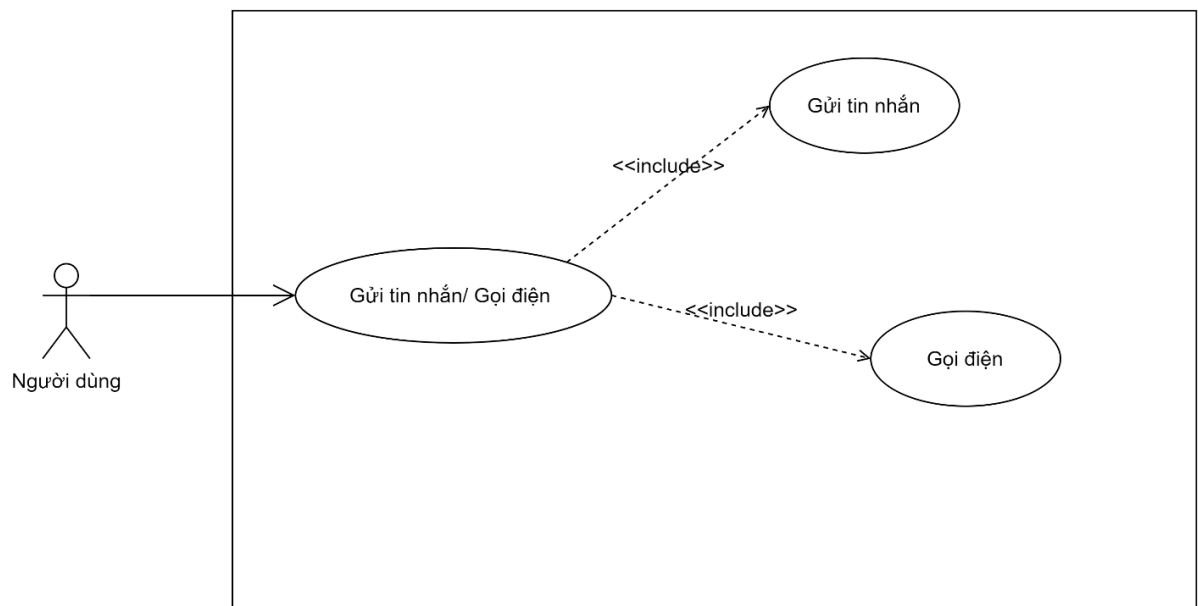 Gửi tin nhắn
<<include>>
Gửi tin nhắn/ Gọi điện
<<include>>
Gọi điện
Người dùng